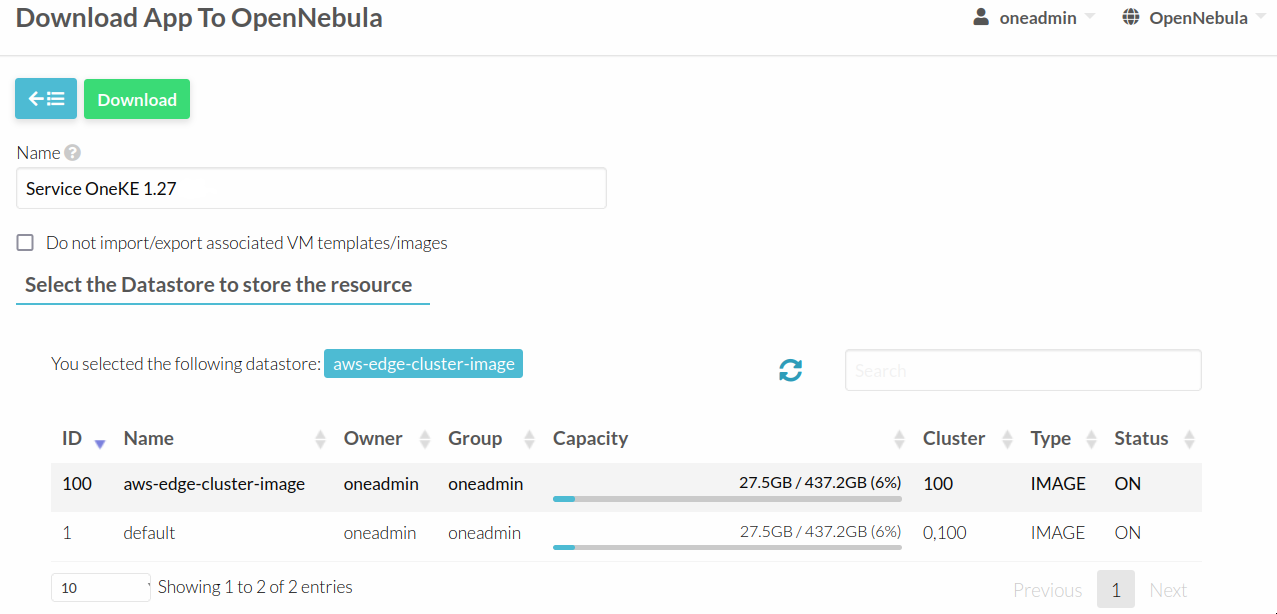 Download App To OpenNebula
oneadmin
OpenNebula
Download
Name
Service OneKE 1.27
Do not import/export associated VM templates/images
Select the Datastore to store the resource
You selected the following datastore: aws-edge-cluster-image
Search
ID Name Owner Group Capacity Cluster Type Status
100 aws-edge-cluster-image oneadmin oneadmin 27.5GB / 437.2GB (6%) 100 IMAGE ON
1 default oneadmin oneadmin 27.5GB / 437.2GB (6%) 0,100 IMAGE ON
10 Showing 1 to 2 of 2 entries
Previous 1 Next